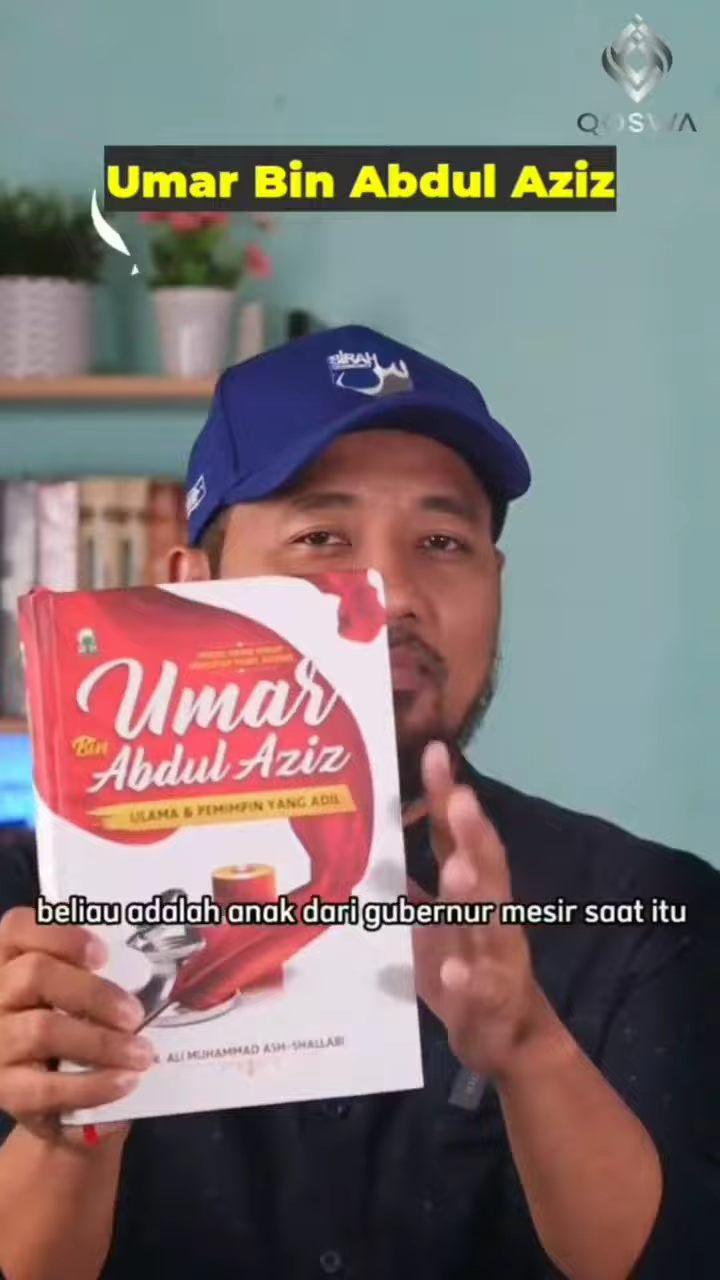 QOSWA
Umar Bin Abdul Aziz
SIRAH
Umar
Bin
Abdul Aziz
ULAMA & PEMIMPIN YANG ADIL
beliau adalah anak dari gubernur mesir saat itu
ALI MUHAMMAD ASH-SHALLABI